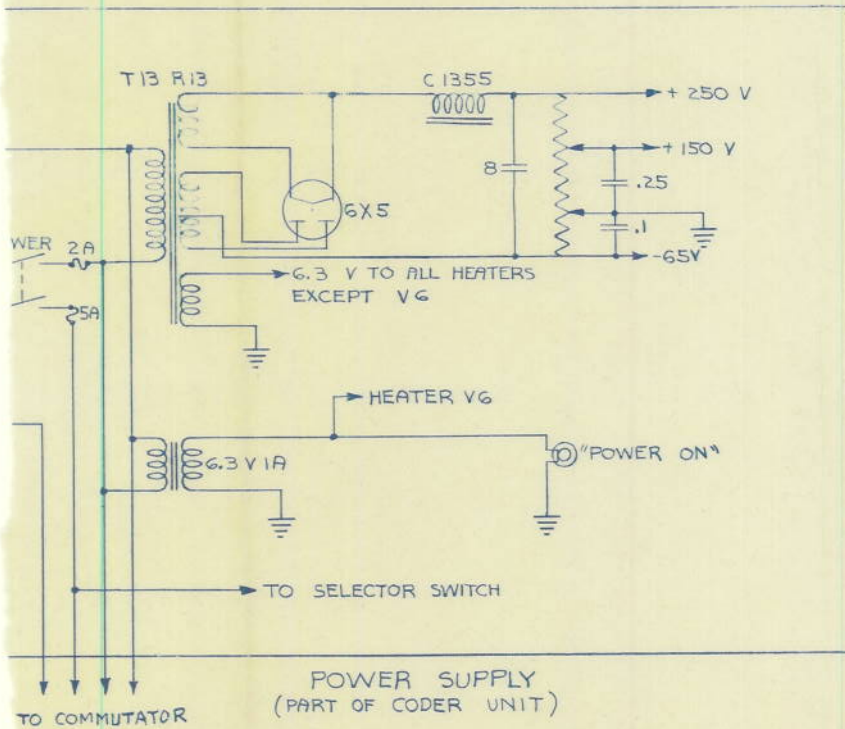 T13 R13
C 1355
+ 250 V
+ 150 V
8
.25
6X5
.1
WER 2A
-65V
6.3 V TO ALL HEATERS
EXCEPT V6
5A
HEATER V6
6.3 V 1A
"POWER ON"
TO SELECTOR SWITCH
POWER SUPPLY
(PART OF CODER UNIT)
TO COMMUTATOR